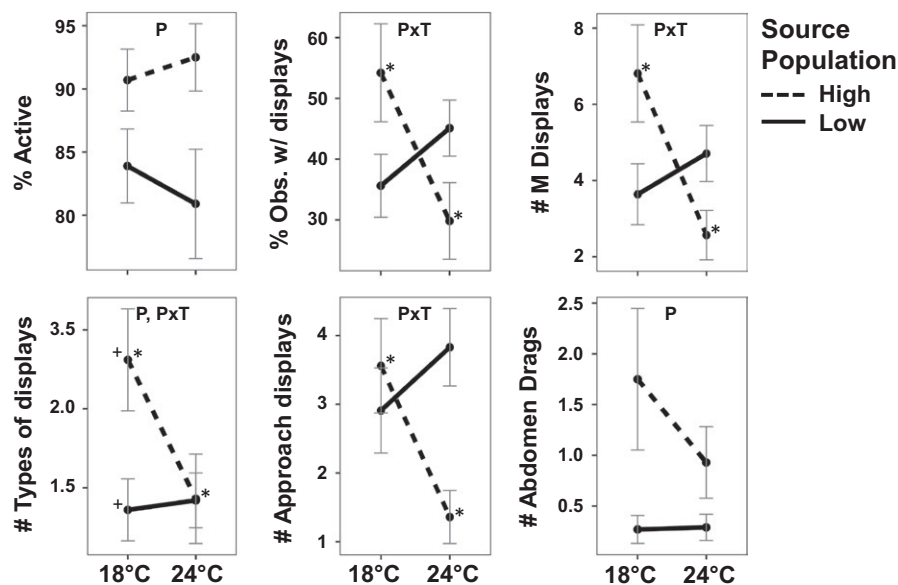 P
% Active
95
90
85
80
PxT
% Obs. w/ displays
60
50
40
30
PxT
# M Displays
8
6
4
2
*
*
*
*
Source
Population
High
Low
P, PxT
# Types of displays
3.5
2.0
1.5
+ *
+
*
PxT
# Approach displays
4
3
2
1
*
*
P
# Abdomen Drags
2.5
2.0
1.5
1.0
0.5
18°C 24°C
18°C 24°C
18°C 24°C